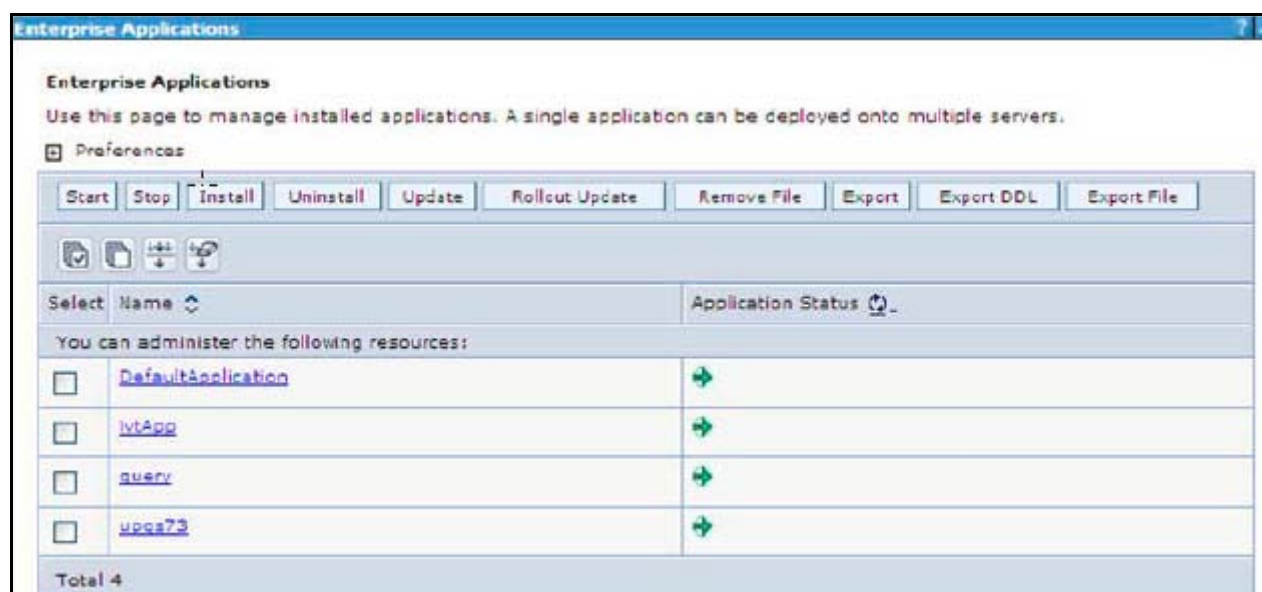 Enterprise Applications ?
Enterprise Applications
Use this page to manage installed applications. A single application can be deployed onto multiple servers.
Preferences
Start Stop Install Uninstall Update Rollout Update Remove File Export Export DDL Export File
Select Name Application Status
You can administer the following resources:
DefaultApplication
ivtApp
query
upgs73
Total 4